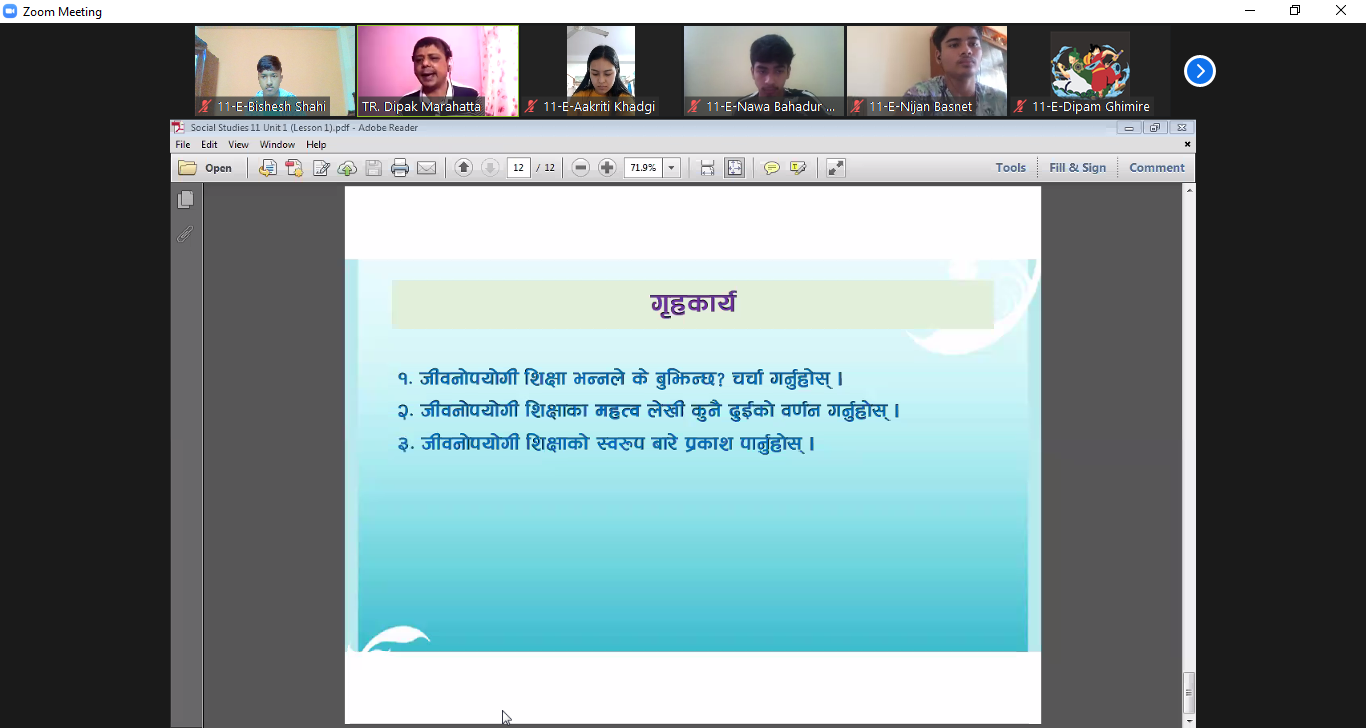 Zoom Meeting
11-E-Bishesh Shahi
TR. Dipak Marahatta
11-E-Aakriti Khadgi
11-E-Nawa Bahadur ...
11-E-Nijan Basnet
11-E-Dipam Ghimire
Social Studies 11 Unit 1 (Lesson 1).pdf - Adobe Reader
File Edit View Window Help
Open 12 / 12 71.9% Tools Fill & Sign Comment
गृहकार्य
१. जीवनोपयोगी शिक्षा भन्नले के बुझिन्छ? चर्चा गर्नुहोस् ।
२. जीवनोपयोगी शिक्षाका महत्व लेखी कुनै दुईको वर्णन गर्नुहोस् ।
३. जीवनोपयोगी शिक्षाको स्वरुप बारे प्रकाश पार्नुहोस् ।